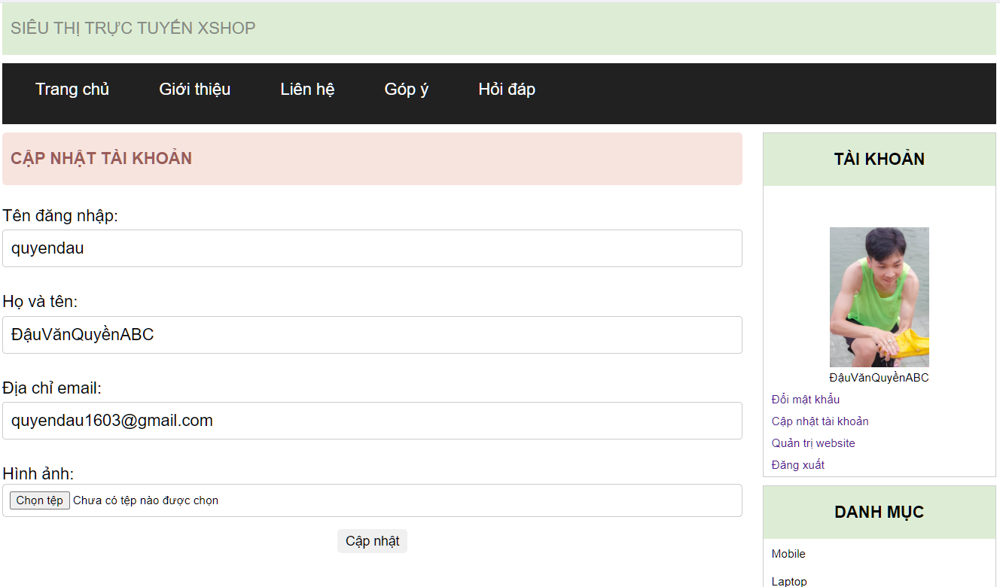 SIÊU THỊ TRỰC TUYẾN XSHOP
Trang chủ Giới thiệu Liên hệ Góp ý Hỏi đáp
CẬP NHẬT TÀI KHOẢN
Tên đăng nhập:
quyendau
Họ và tên:
ĐậuVănQuyềnABC
Địa chỉ email:
quyendau1603@gmail.com
Hình ảnh:
Chọn tệp Chưa có tệp nào được chọn
Cập nhật
TÀI KHOẢN
ĐậuVănQuyềnABC
Đổi mật khẩu
Cập nhật tài khoản
Quản trị website
Đăng xuất
DANH MỤC
Mobile
Laptop